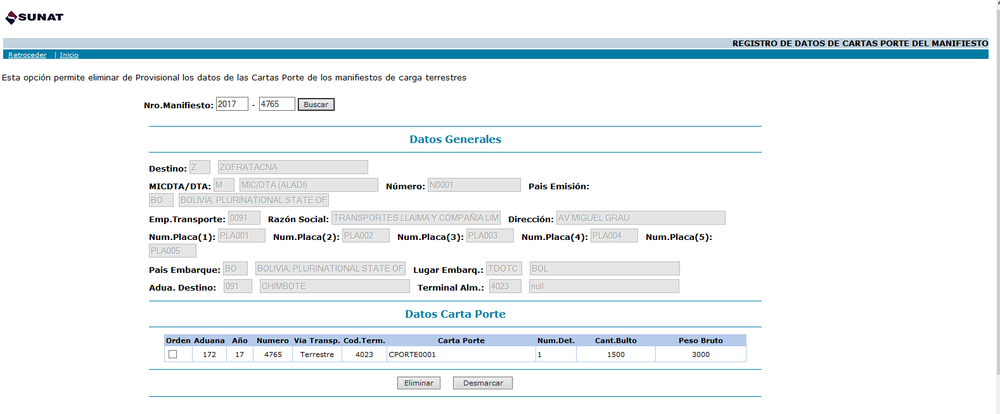 SUNAT
REGISTRO DE DATOS DE CARTAS PORTE DEL MANIFIESTO
Retroceder | Inicio
Esta opción permite eliminar de Provisional los datos de las Cartas Porte de los manifiestos de carga terrestres
Nro.Manifiesto: 2017 - 4765 Buscar
Datos Generales
Destino: Z ZOFRATACNA
MICDTA/DTA: M MIC/DTA (ALADI) Número: N0001 Pais Emisión:
BO BOLIVIA, PLURINATIONAL STATE OF
Emp.Transporte: 0091 Razón Social: TRANSPORTES LLAIMA Y COMPAÑIA LIM Dirección: AV MIGUEL GRAU
Num.Placa(1): PLA001 Num.Placa(2): PLA002 Num.Placa(3): PLA003 Num.Placa(4): PLA004 Num.Placa(5):
PLA005
Pais Embarque: BO BOLIVIA, PLURINATIONAL STATE OF Lugar Embarq.: TDOTC BOL
Adua. Destino: 091 CHIMBOTE Terminal Alm.: 4023 null
Datos Carta Porte
Orden Aduana Año Numero Via Transp. Cod.Term. Carta Porte Num.Det. Cant.Bulto Peso Bruto
172 17 4765 Terrestre 4023 CPORTE0001 1 1500 3000
Eliminar Desmarcar